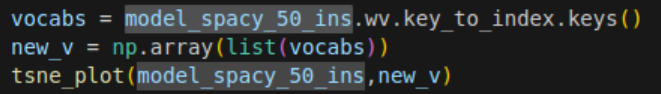 vocabs = model_spacy_50_ins.wv.key_to_index.keys()
new_v = np.array(list(vocabs))
tsne_plot(model_spacy_50_ins,new_v)